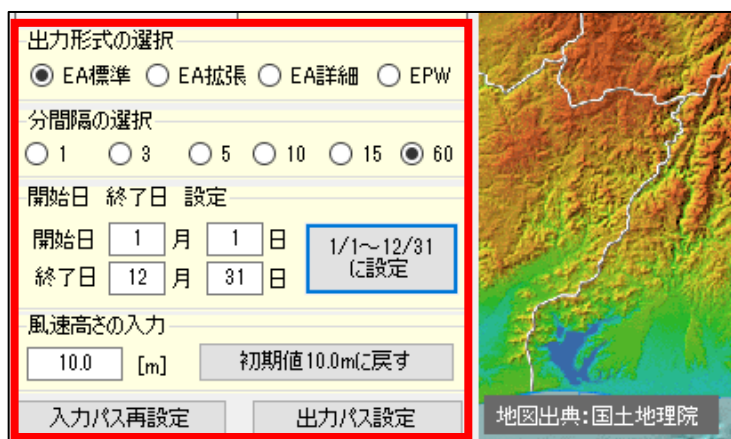 出力形式の選択
EA標準 EA拡張 EA詳細 EPW
分間隔の選択
1 3 5 10 15 60
開始日 終了日 設定
開始日 1 月 1 日
終了日 12 月 31 日
1/1～12/31
に設定
風速高さの入力
10.0 [m] 初期値10.0mに戻す
入力パス再設定 出力パス設定
地図出典:国土地理院